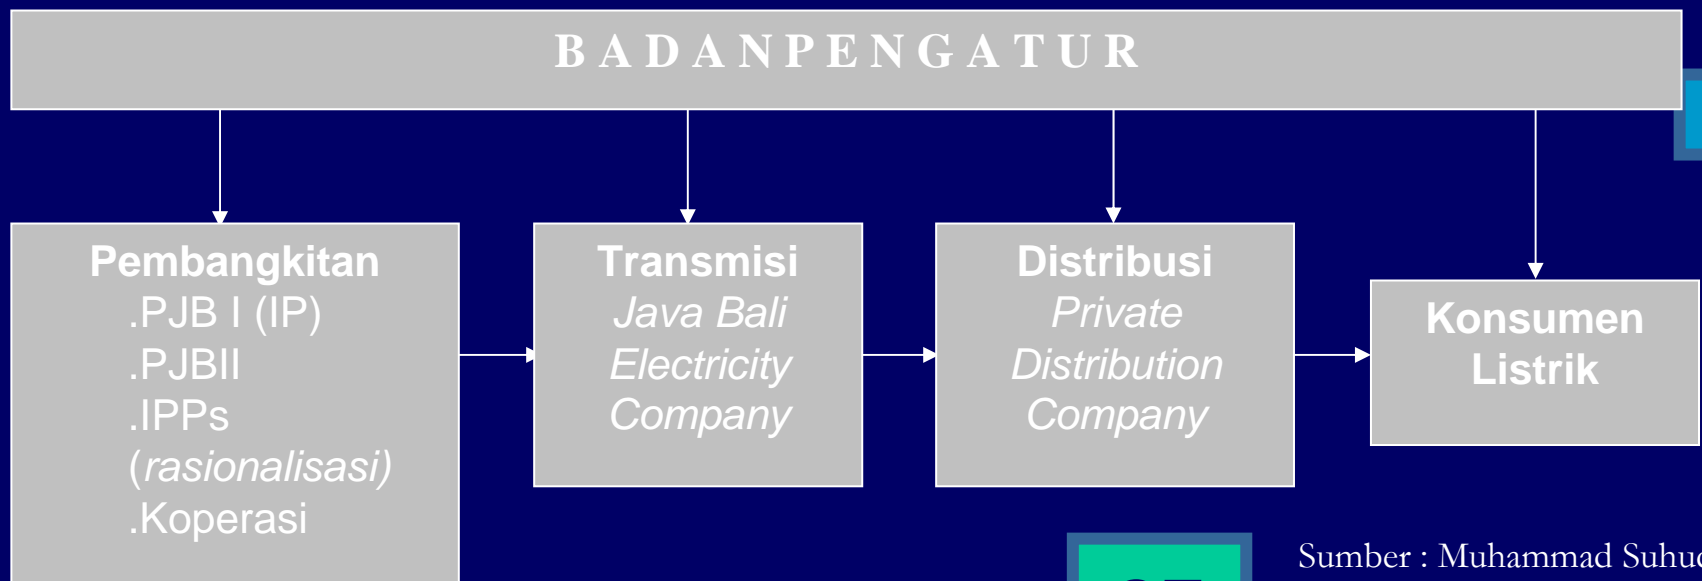 B A D A N P E N G A T U R
Pembangkitan
.PJB I (IP)
.PJBII
.IPPs
(rasionalisasi)
.Koperasi
Transmisi
Java Bali
Electricity
Company
Distribusi
Private
Distribution
Company
Konsumen
Listrik
Sumber : Muhammad